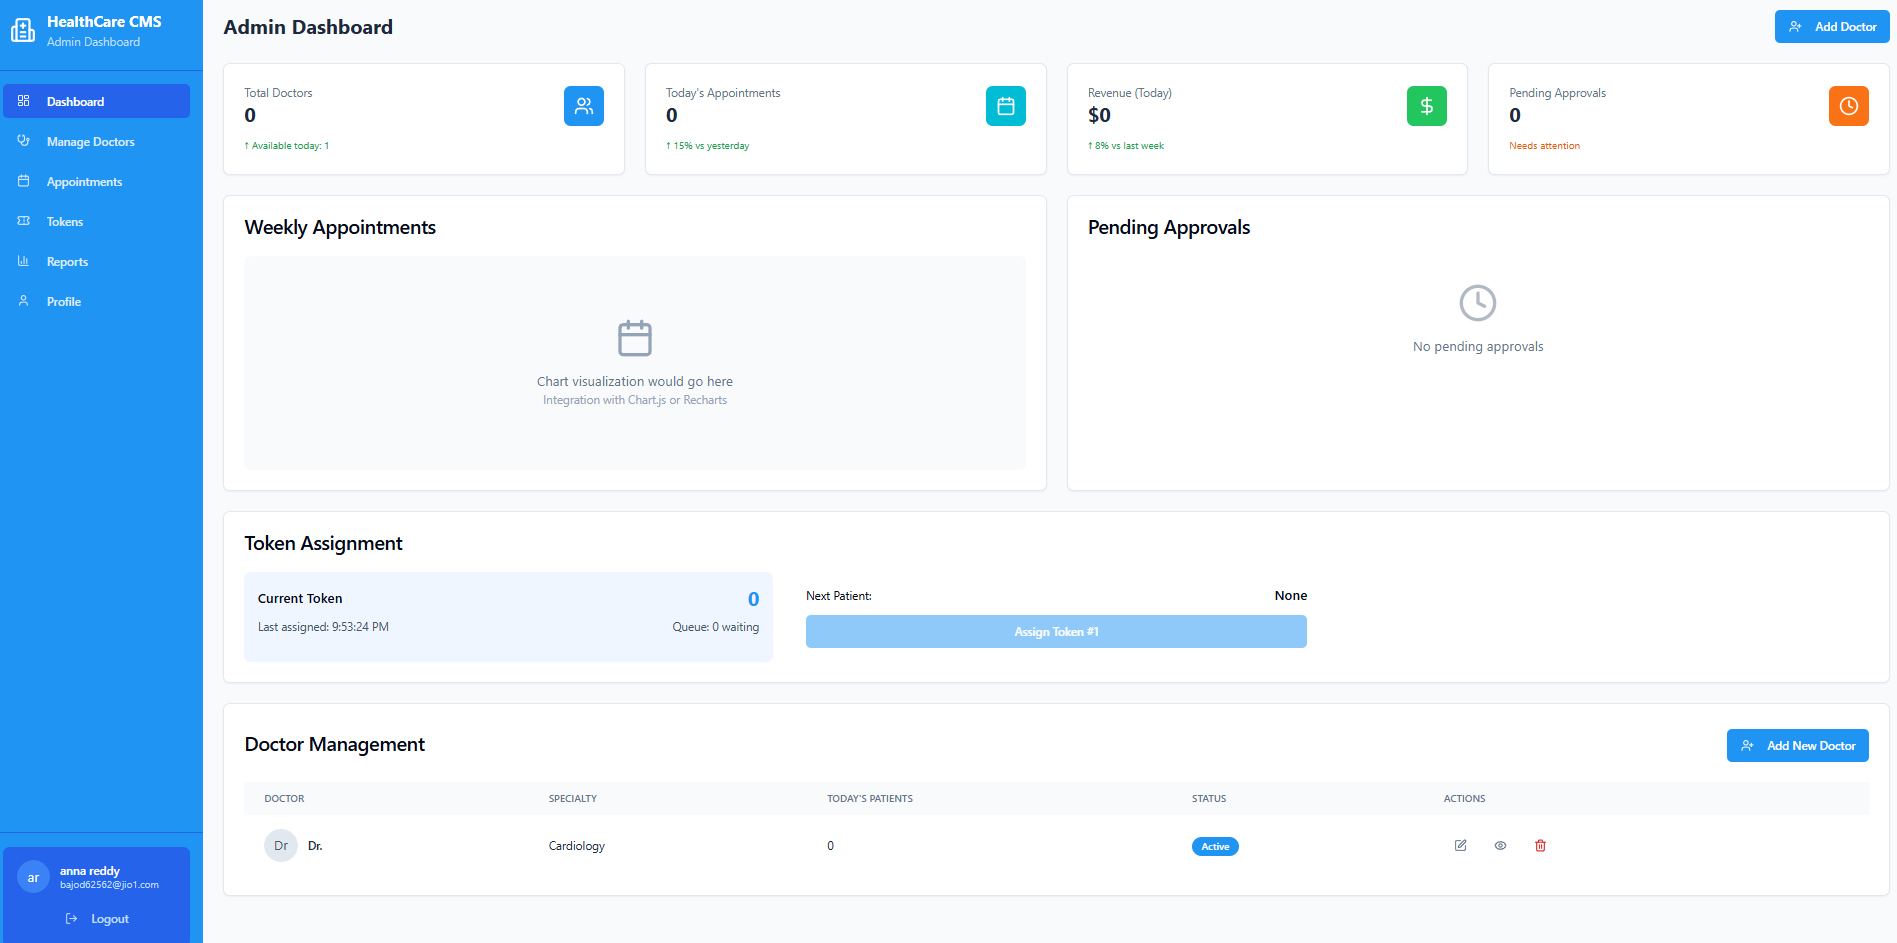 HealthCare CMS
Admin Dashboard
Dashboard
Manage Doctors
Appointments
Tokens
Reports
Profile
ar
anna reddy
bajod62562@jio1.com
Logout
Admin Dashboard
Add Doctor
Total Doctors
0
↑ Available today: 1
Today's Appointments
0
↑ 15% vs yesterday
Revenue (Today)
$0
↑ 8% vs last week
Pending Approvals
0
Needs attention
Weekly Appointments
Chart visualization would go here
Integration with Chart.js or Recharts
Pending Approvals
No pending approvals
Token Assignment
Current Token
0
Last assigned: 9:53:24 PM
Queue: 0 waiting
Next Patient:
None
Assign Token #1
Doctor Management
Add New Doctor
DOCTOR SPECIALTY TODAY'S PATIENTS STATUS ACTIONS
Dr Dr. Cardiology 0 Active